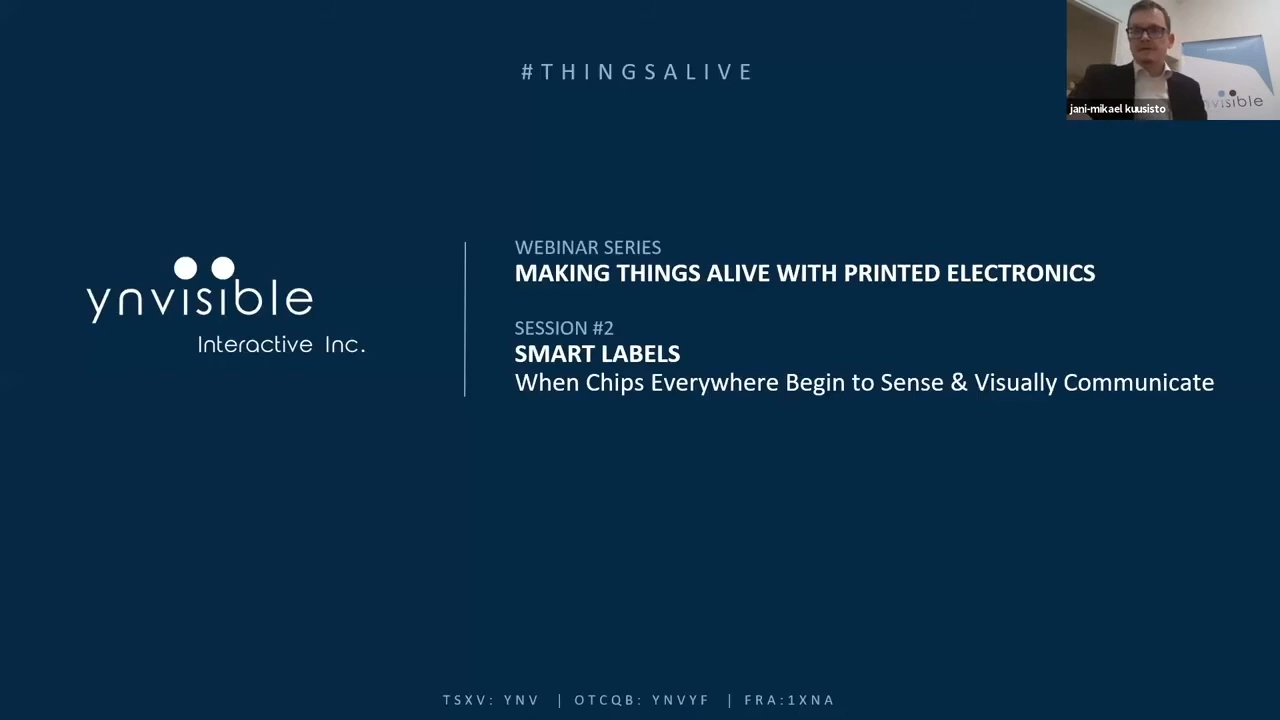 #THINGSALIVE
jani-mikael kuusisto
ynvisible
ynvisible
Interactive Inc.
WEBINAR SERIES
MAKING THINGS ALIVE WITH PRINTED ELECTRONICS
SESSION #2
SMART LABELS
When Chips Everywhere Begin to Sense & Visually Communicate
TSXV: YNV | OTCQB: YNVYF | FRA:1XNA